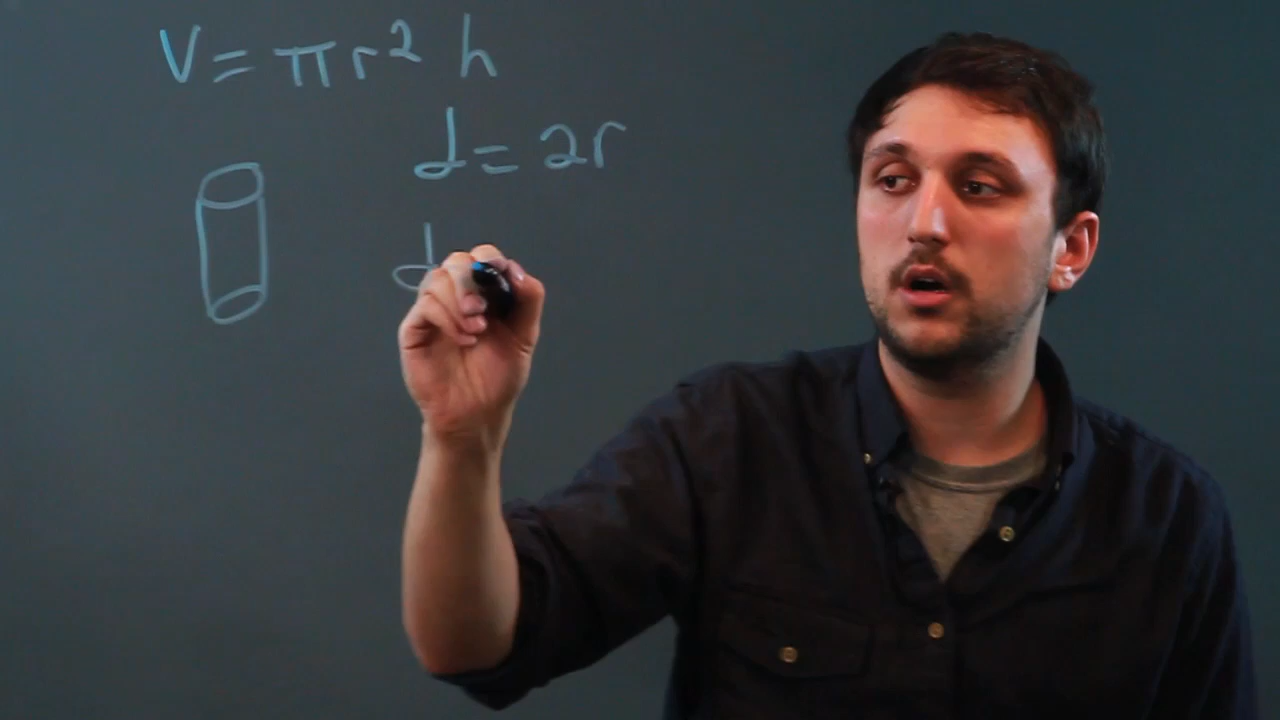 V = πr² h
d = 2r
d